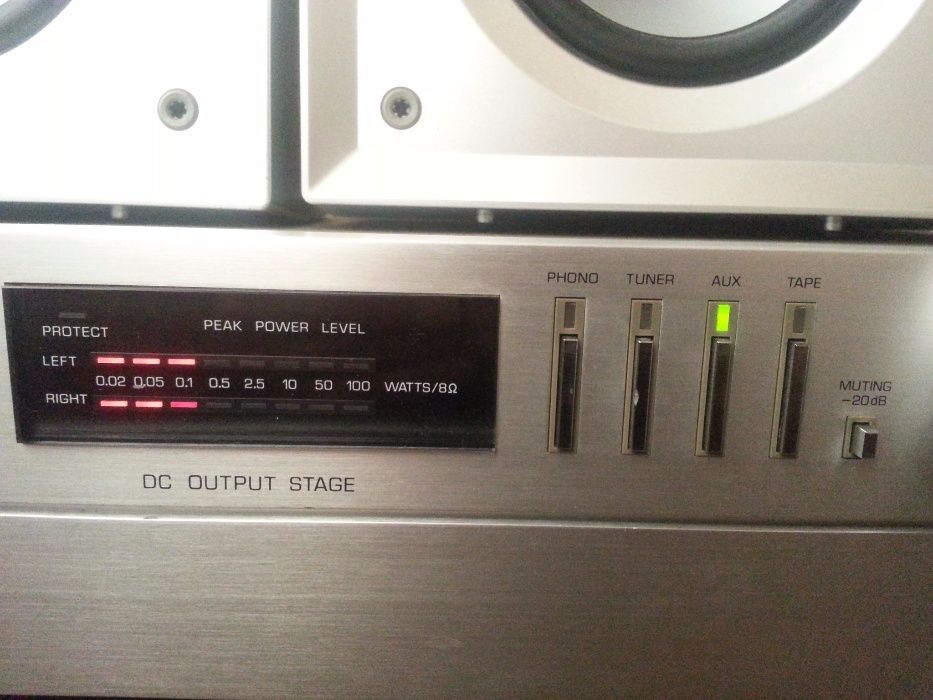 PHONO TUNER AUX TAPE
PROTECT
PEAK POWER LEVEL
LEFT
0.02 0.05 0.1 0.5 2.5 10 50 100 WATTS/8Ω
RIGHT
MUTING
-20dB
DC OUTPUT STAGE